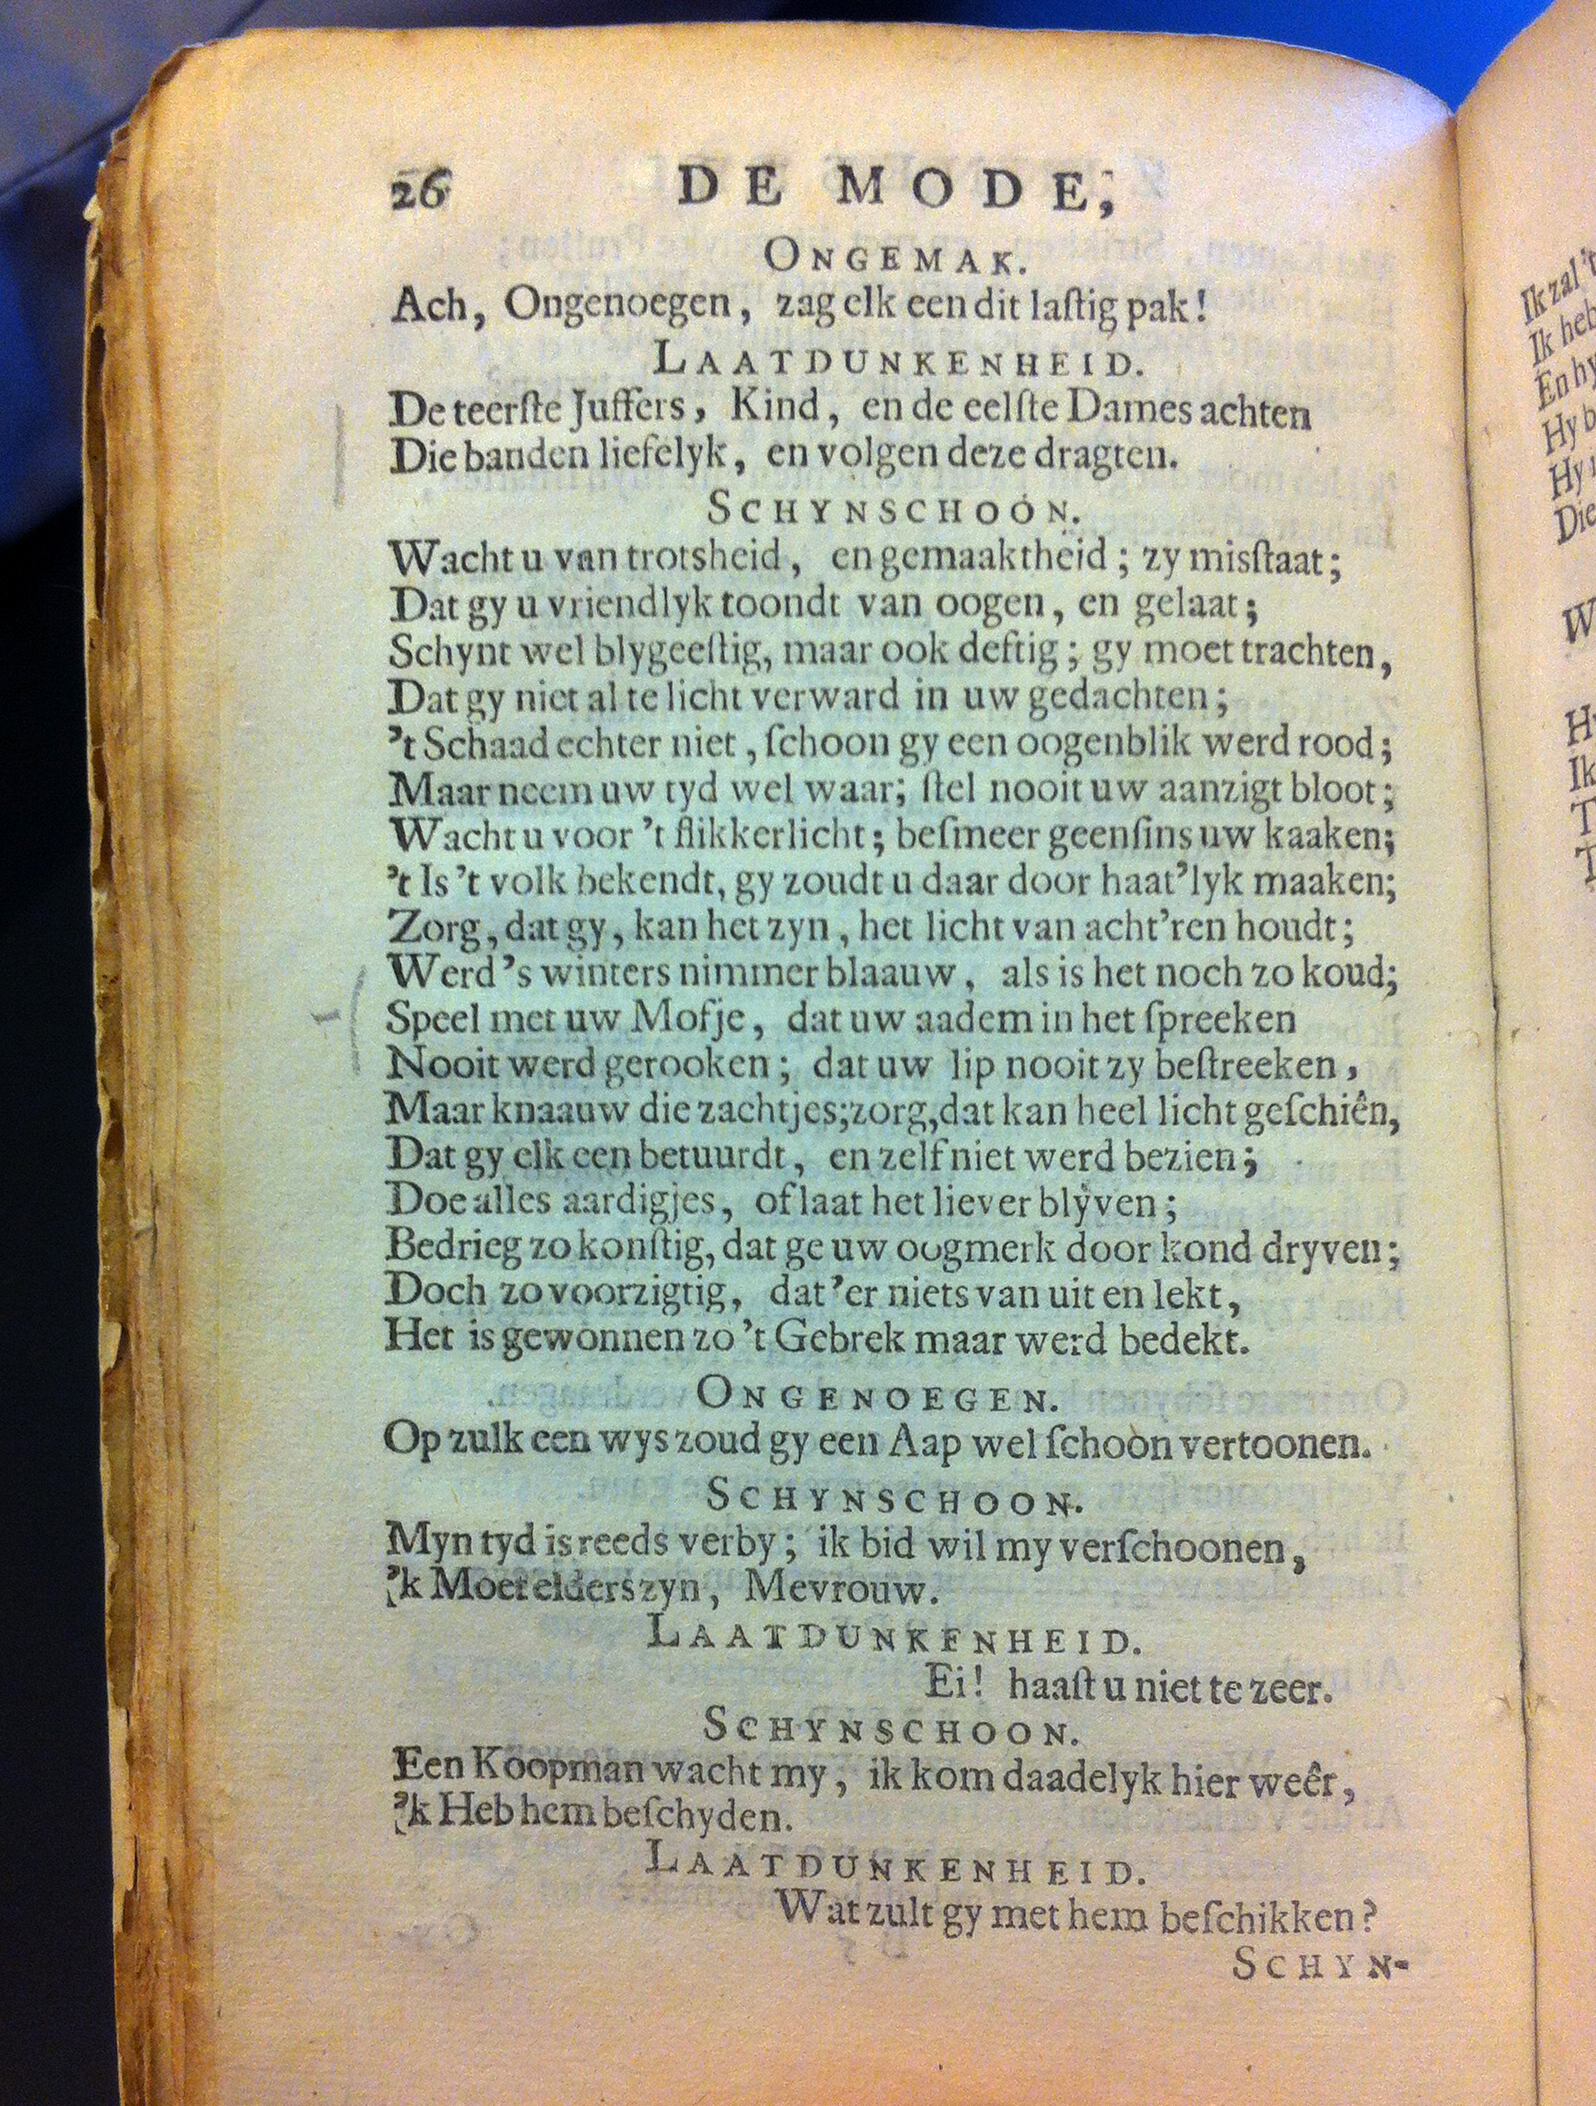 26 DE MODE,
ONGEMAK.
Ach, Ongenoegen, zag elk een dit laſtig pak!
LAATDUNKENHEID.
De teerſte Juffers, Kind, en de eelſte Dames achten
Die banden liefelyk, en volgen deze dragten.
SCHYNSCHOON.
Wacht u van trotsheid, en gemaaktheid; zy misſtaat;
Dat gy u vriendlyk toondt van oogen, en gelaat;
Schynt wel blygeeſtig, maar ook deftig; gy moet trachten,
Dat gy niet al te licht verward in uw gedachten;
't Schaad echter niet, ſchoon gy een oogenblik werd rood;
Maar neem uw tyd wel waar; ſtel nooit uw aanzigt bloot;
Wacht u voor 't flikkerlicht; beſmeer geenſins uw kaaken;
't Is 't volk bekendt, gy zoudt u daar door haat'lyk maaken;
Zorg, dat gy, kan het zyn, het licht van acht'ren houdt;
Werd 's winters nimmer blaauw, als is het noch zo koud;
Speel met uw Mofje, dat uw aadem in het ſpreeken
Nooit werd gerooken; dat uw lip nooit zy beſtreeken,
Maar knaauw die zachtjes; zorg, dat kan heel licht geſchiên,
Dat gy elk een betuurdt, en zelf niet werd bezien;
Doe alles aardigjes, of laat het liever blyven;
Bedrieg zo konſtig, dat ge uw oogmerk door kond dryven;
Doch zo voorzigtig, dat 'er niets van uit en lekt,
Het is gewonnen zo 't Gebrek maar werd bedekt.
ONGENOEGEN.
Op zulk een wys zoud gy een Aap wel ſchoon vertoonen.
SCHYNSCHOON.
Myn tyd is reeds verby; ik bid wil my verſchoonen,
'k Moet elders zyn, Mevrouw.
LAATDUNKENHEID.
Ei! haaſt u niet te zeer.
SCHYNSCHOON.
Een Koopman wacht my, ik kom daadelyk hier weêr,
'k Heb hem beſchyden.
LAATDUNKENHEID.
Wat zult gy met hem beſchikken?
SCHYN-
Ik zal 't
Ik heb
En hy
Hy
Hy
Die